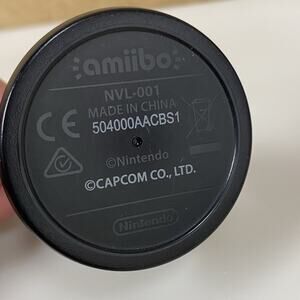 amiibo
NVL-001
MADE IN CHINA
CE
504000AACBS1
©Nintendo
©CAPCOM CO., LTD.
Nintendo